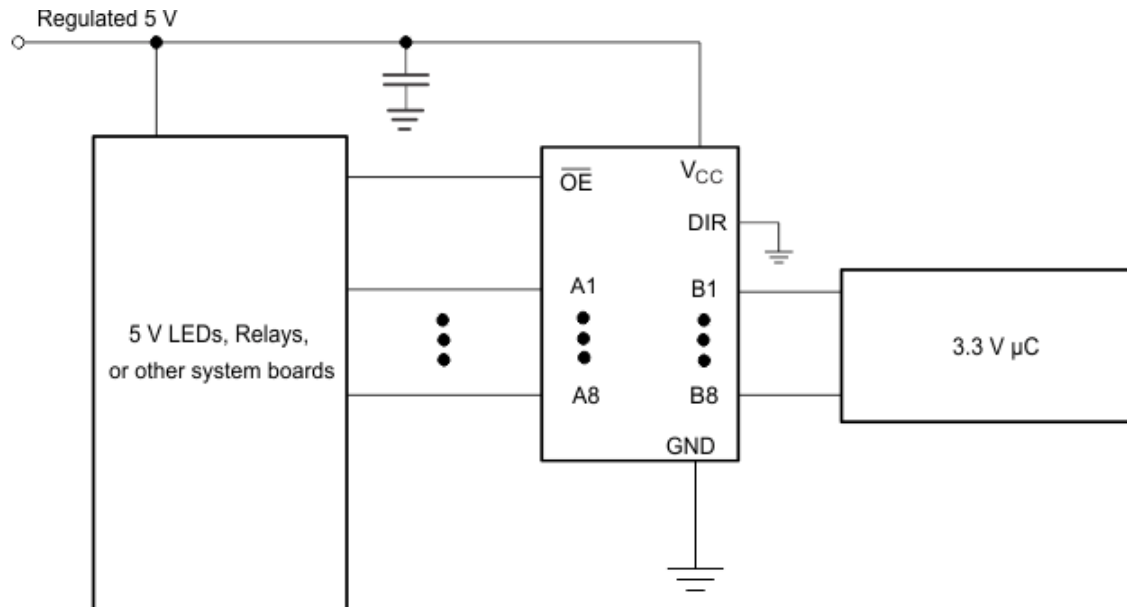 Regulated 5 V
OE
VCC
DIR
A1
B1
5 V LEDs, Relays,
or other system boards
3.3 V µC
A8
B8
GND